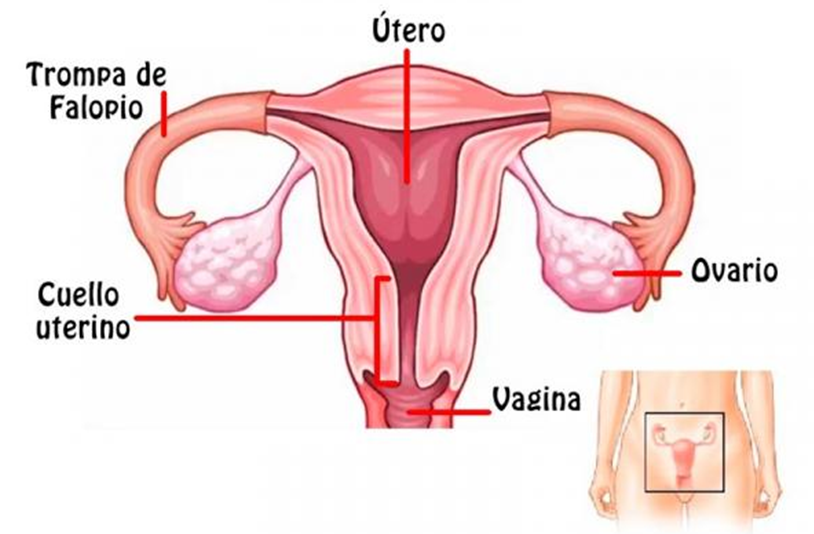 Útero
Trompa de
Falopio
Ovario
Cuello
uterino
Vagina